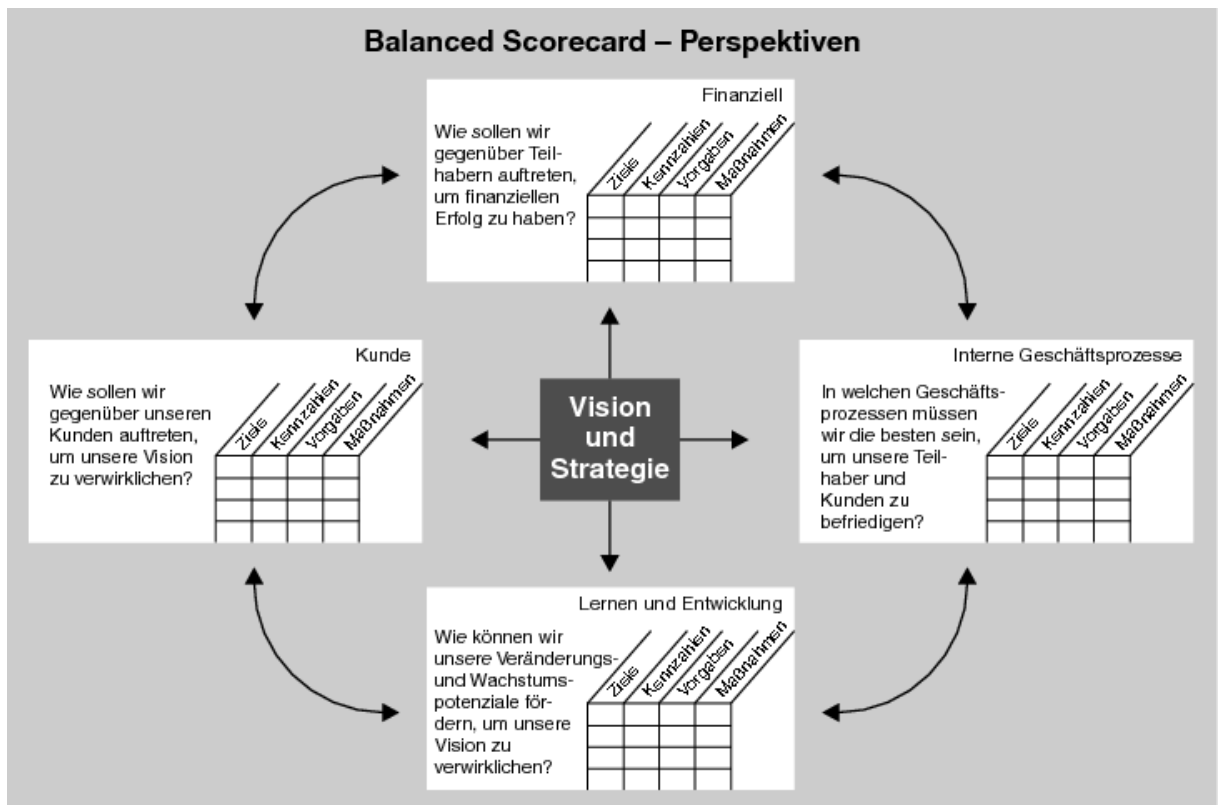 Balanced Scorecard – Perspektiven
Finanziell
Wie sollen wir
gegenüber Teil-
habern auftreten,
um finanziellen
Erfolg zu haben?
Ziele
Kennzahlen
Vorgaben
Maßnahmen
Kunde
Wie sollen wir
gegenüber unseren
Kunden auftreten,
um unsere Vision
zu verwirklichen?
Ziele
Kennzahlen
Vorgaben
Maßnahmen
Vision
und
Strategie
Interne Geschäftsprozesse
In welchen Geschäfts-
prozessen müssen
wir die besten sein,
um unsere Teil-
haber und
Kunden zu
befriedigen?
Ziele
Kennzahlen
Vorgaben
Maßnahmen
Lernen und Entwicklung
Wie können wir
unsere Veränderungs-
und Wachstums-
potenziale för-
dern, um unsere
Vision zu
verwirklichen?
Ziele
Kennzahlen
Vorgaben
Maßnahmen